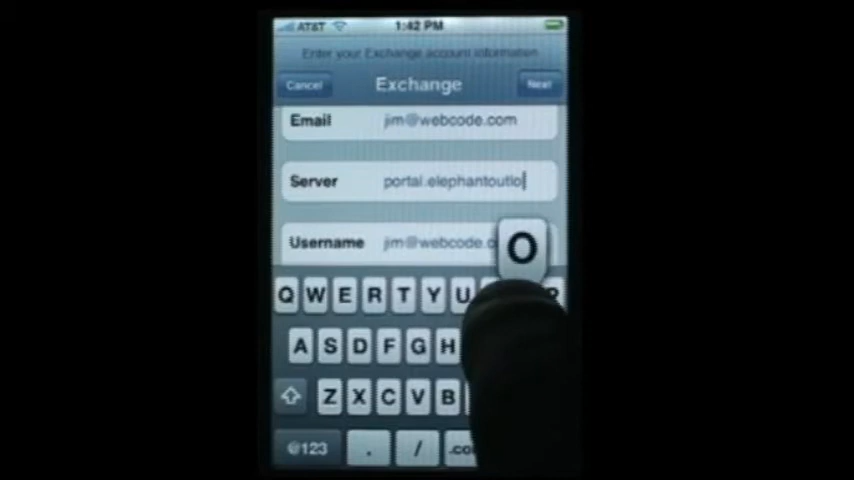 AT&T 1:42 PM
Enter your Exchange account information
Cancel Exchange Next
Email jim@webcode.com
Server portal.elephantoutlo
Username jim@webcode.c
O
Q W E R T Y U P
A S D F G H
Z X C V B
@123 . / .co